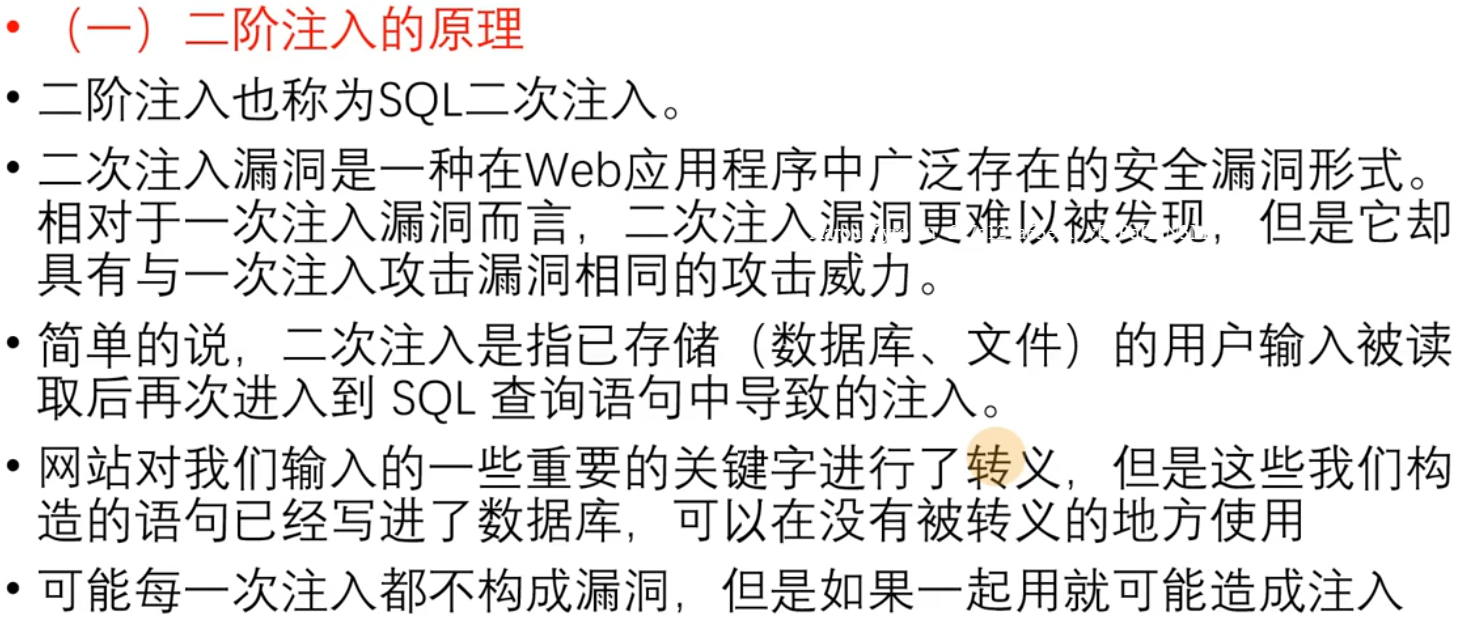 • （一）二阶注入的原理
• 二阶注入也称为SQL二次注入。
• 二次注入漏洞是一种在Web应用程序中广泛存在的安全漏洞形式。
相对于一次注入漏洞而言，二次注入漏洞更难以被发现，但是它却
具有与一次注入攻击漏洞相同的攻击威力。
• 简单的说，二次注入是指已存储（数据库、文件）的用户输入被读
取后再次进入到 SQL 查询语句中导致的注入。
• 网站对我们输入的一些重要的关键字进行了转义，但是这些我们构
造的语句已经写进了数据库，可以在没有被转义的地方使用
• 可能每一次注入都不构成漏洞，但是如果一起用就可能造成注入